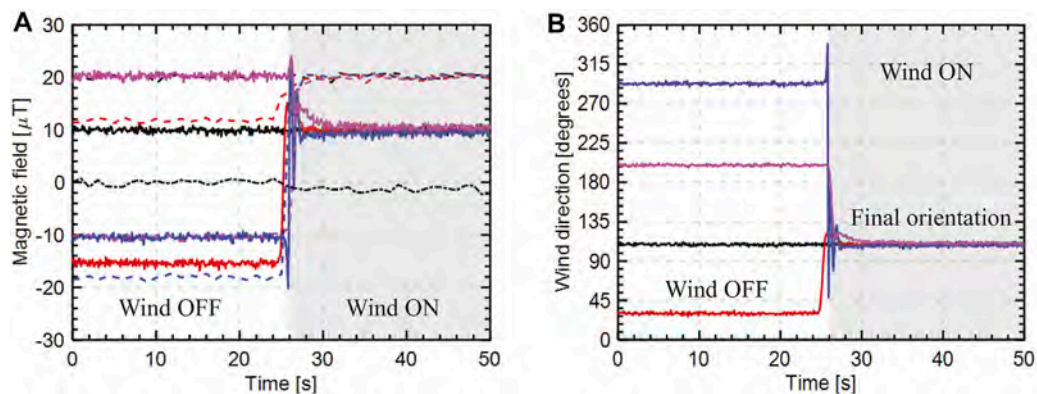 A
30
20
10
0
-10
-20
-30
Magnetic field [μT]
Wind OFF
Wind ON
0
10
20
30
40
50
Time [s]
B
360
315
270
225
180
135
90
45
0
Wind direction [degrees]
Wind ON
Final orientation
Wind OFF
0
10
20
30
40
50
Time [s]